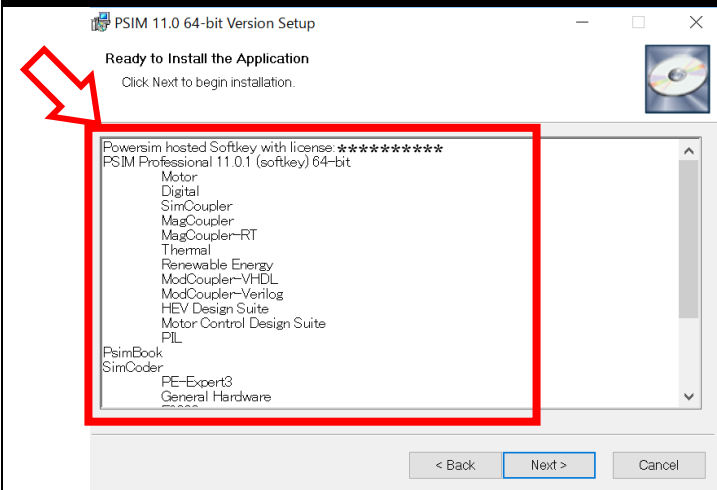 PSIM 11.0 64-bit Version Setup
Ready to Install the Application
Click Next to begin installation.
Powersim hosted Softkey with license: **********
PSIM Professional 11.0.1 (softkey) 64-bit
Motor
Digital
SimCoupler
MagCoupler
MagCoupler-RT
Thermal
Renewable Energy
ModCoupler-VHDL
ModCoupler-Verilog
HEV Design Suite
Motor Control Design Suite
PIL
PsimBook
SimCoder
PE-Expert3
General Hardware
< Back
Next >
Cancel